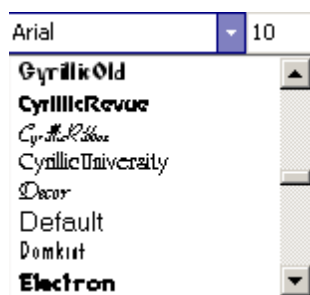 Arial 10
CyrillicOld
CyrillicRevue
CyrillicRibbon
CyrillicUniversity
Decor
Default
Domkrat
Electron